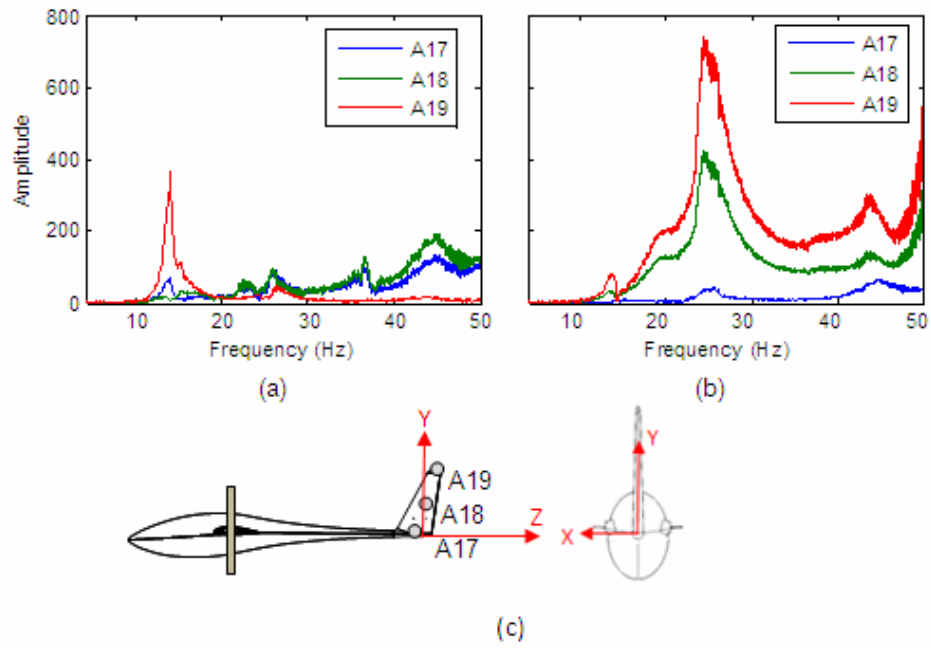 800
600
400
200
0
Amplitude
A17
A18
A19
10 20 30 40 50
Frequency (Hz)
(a)
A17
A18
A19
10 20 30 40 50
Frequency (Hz)
(b)
Y
A19
A18
A17
Z
Y
X
(c)